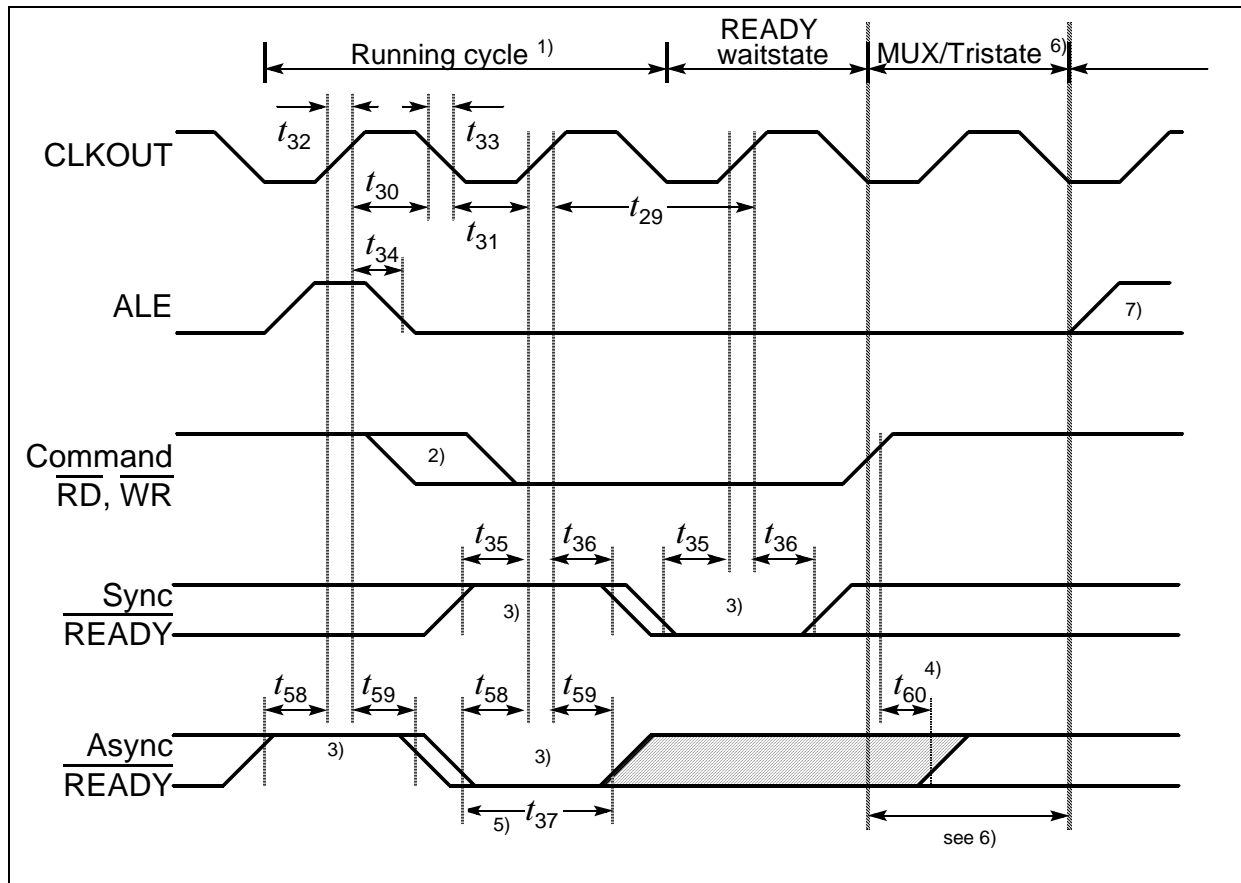 Running cycle 1)
READY
waitstate
MUX/Tristate 6)
t32
t33
CLKOUT
t30
t31
t29
t34
ALE
7)
Command
RD, WR
2)
t35
t36
t35
t36
Sync
READY
3)
3)
t58
t59
t58
t59
t60 4)
Async
READY
3)
3)
5)
t37
see 6)